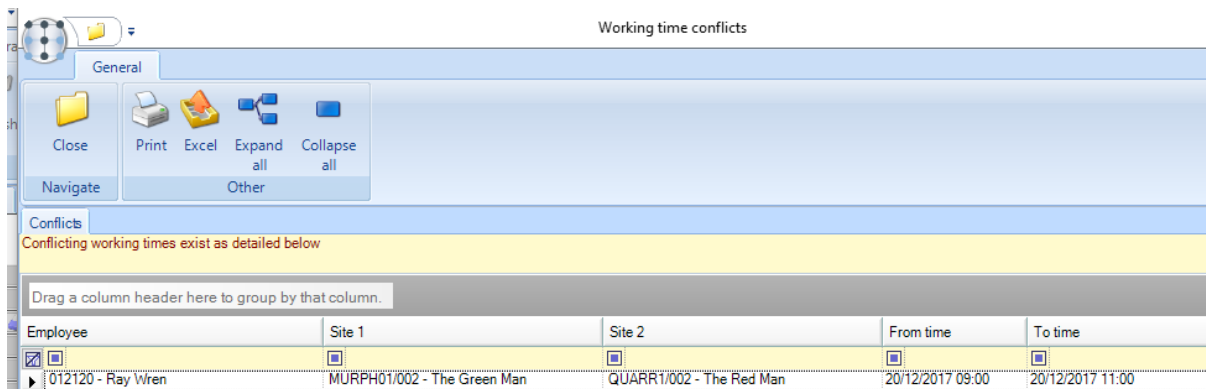 Working time conflicts
General
Close
Print
Excel
Expand all
Collapse all
Navigate
Other
Conflicts
Conflicting working times exist as detailed below
Drag a column header here to group by that column.
Employee Site 1 Site 2 From time To time
012120 - Ray Wren MURPH01/002 - The Green Man QUARR1/002 - The Red Man 20/12/2017 09:00 20/12/2017 11:00